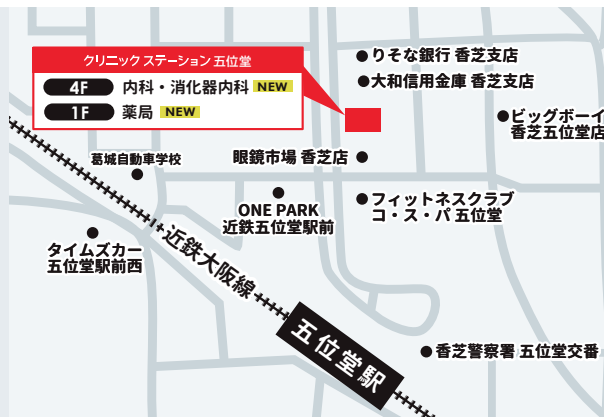 クリニックステーション 五位堂
4F 内科・消化器内科 NEW
1F 薬局 NEW
りそな銀行 香芝支店
大和信用金庫 香芝支店
ビッグボーイ
香芝五位堂店
葛城自動車学校
眼鏡市場 香芝店
ONE PARK
近鉄五位堂駅前
フィットネスクラブ
コ・ス・パ 五位堂
タイムズカー
五位堂駅前西
近鉄大阪線
五位堂駅
香芝警察署 五位堂交番